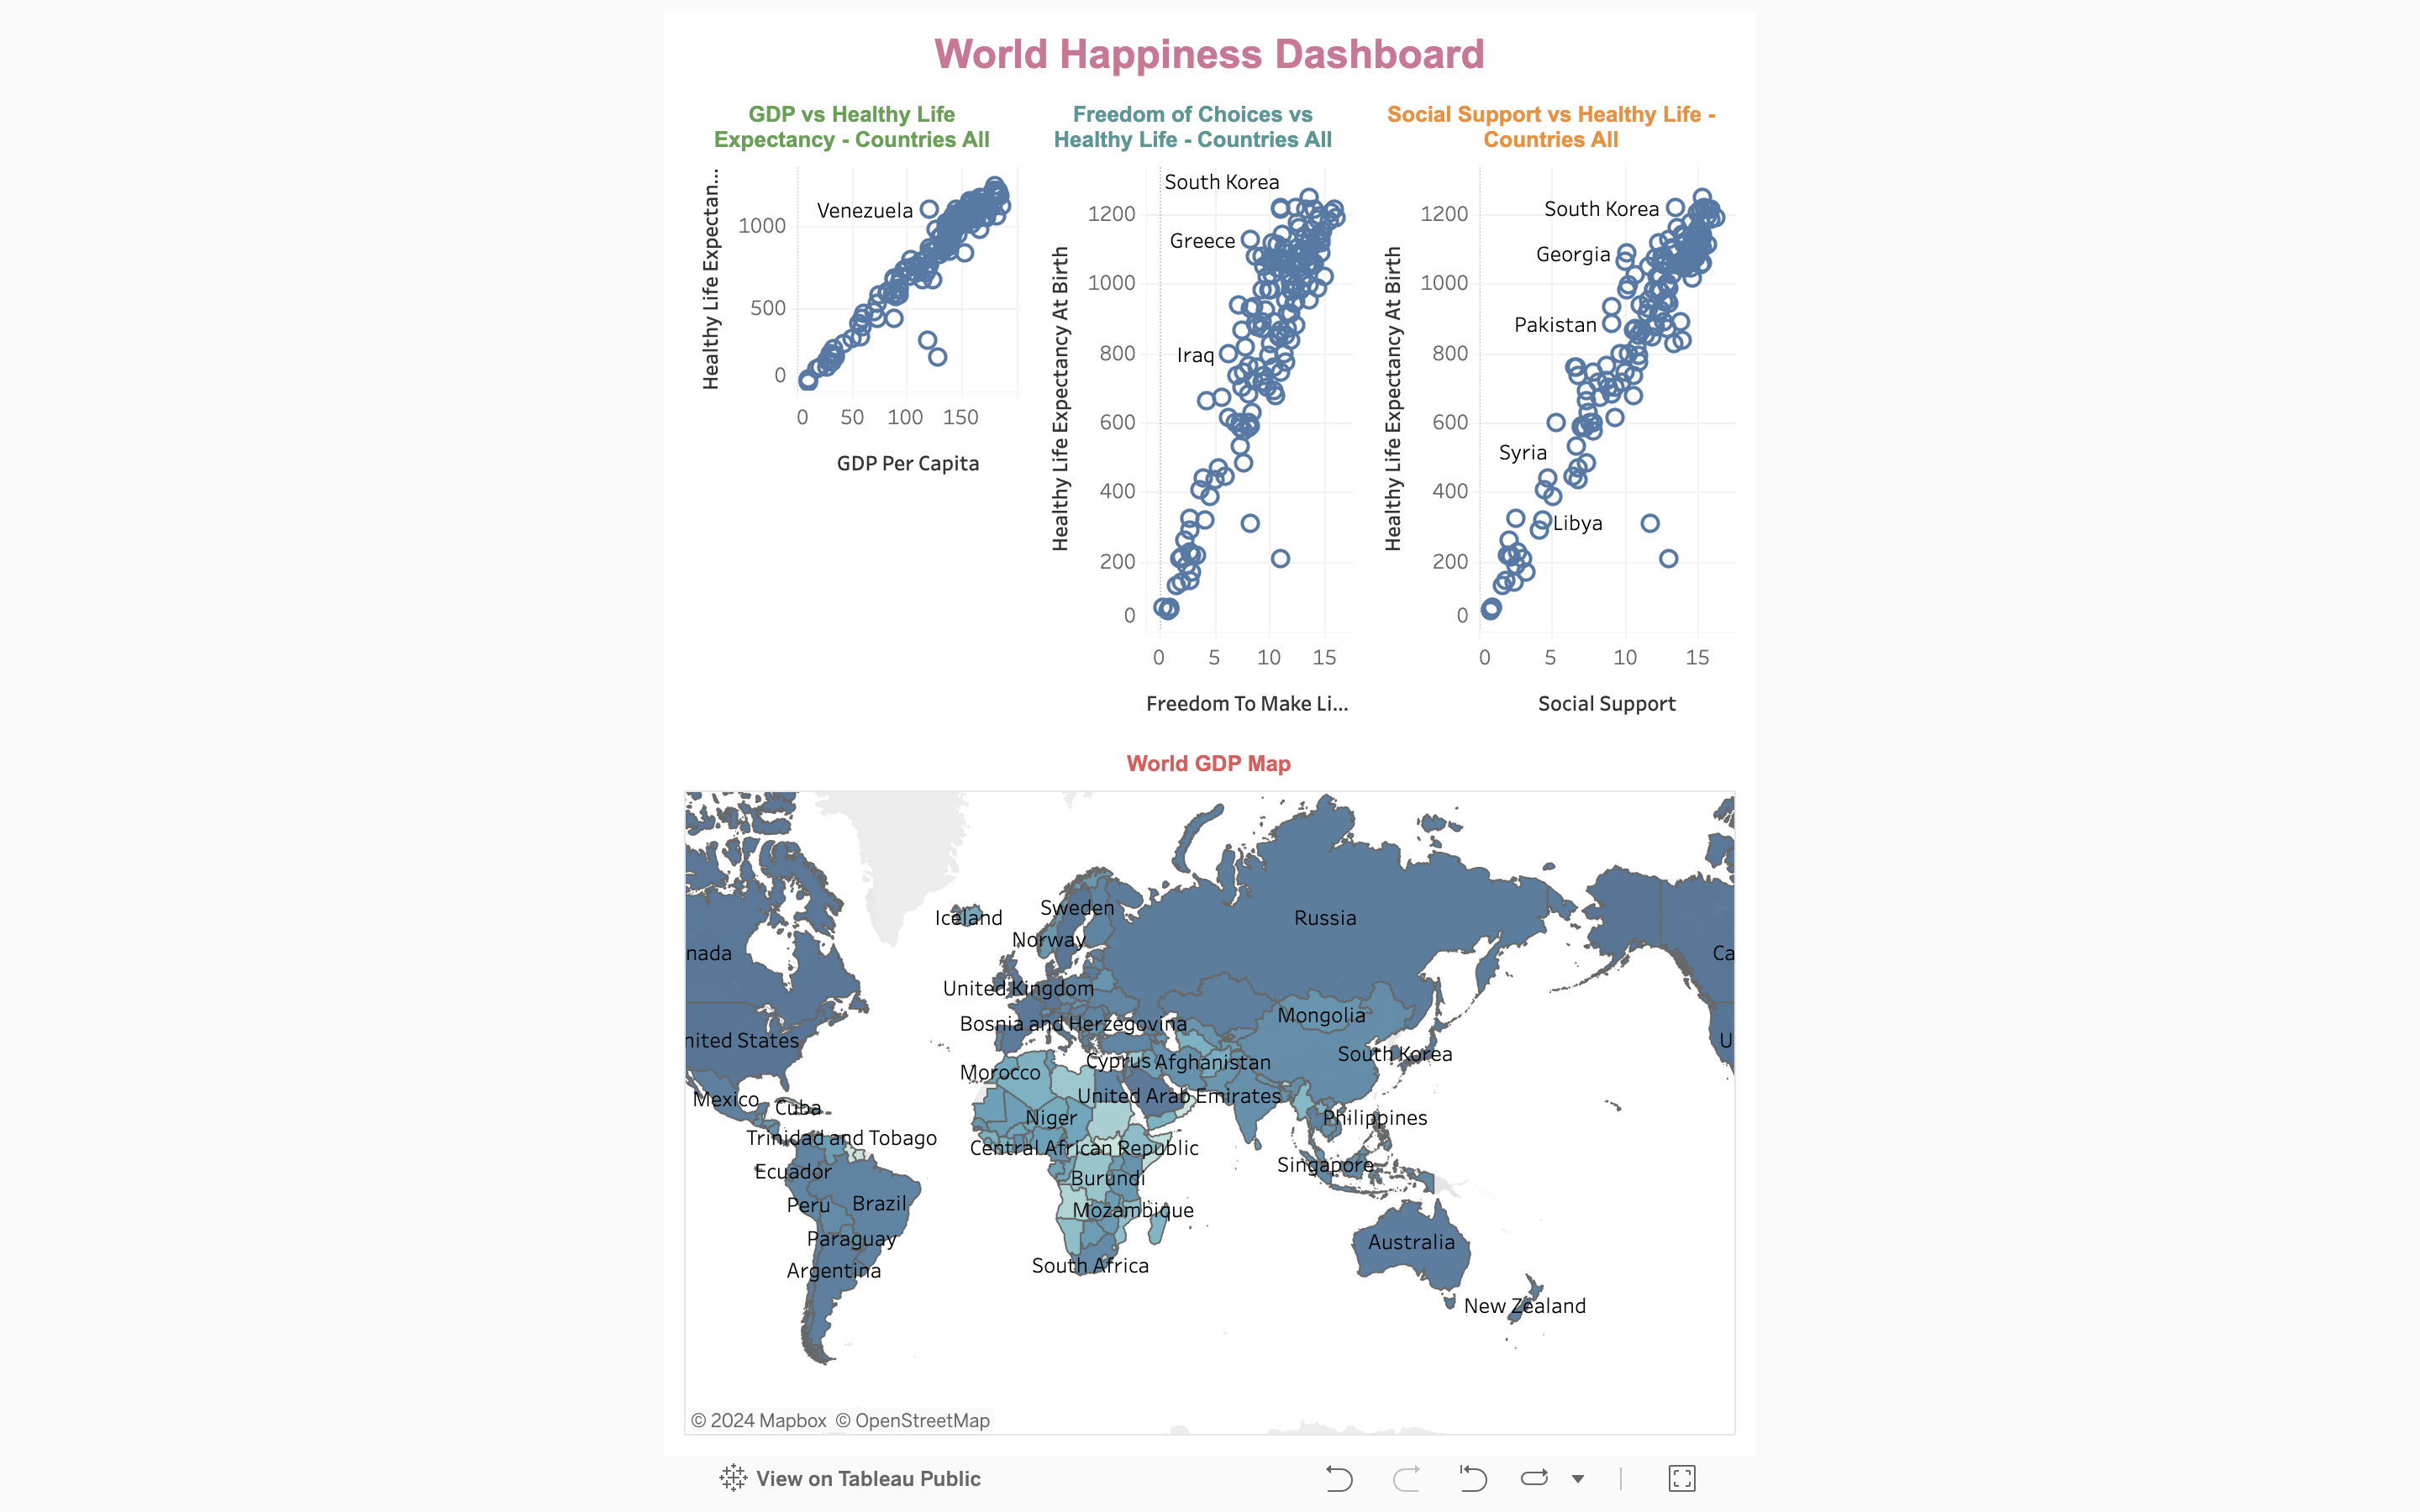 World Happiness Dashboard
GDP vs Healthy Life
Expectancy - Countries All
Healthy Life Expectan...
Venezuela
1000
500
0
0 50 100 150
GDP Per Capita
Freedom of Choices vs
Healthy Life - Countries All
Healthy Life Expectancy At Birth
South Korea
1200
Greece
1000
Iraq
800
600
400
200
0
0 5 10 15
Freedom To Make Li...
Social Support vs Healthy Life -
Countries All
Healthy Life Expectancy At Birth
South Korea
1200
Georgia
1000
Pakistan
800
600
Syria
400
Libya
200
0
0 5 10 15
Social Support
World GDP Map
Iceland
Sweden
Russia
Norway
nada
Ca
United Kingdom
Mongolia
Bosnia and Herzegovina
nited States
U
South Korea
Cyprus
Afghanistan
Morocco
United Arab Emirates
Mexico
Cuba
Niger
Philippines
Trinidad and Tobago
Central African Republic
Singapore
Ecuador
Burundi
Peru
Brazil
Mozambique
Paraguay
Australia
South Africa
Argentina
New Zealand
© 2024 Mapbox © OpenStreetMap
View on Tableau Public